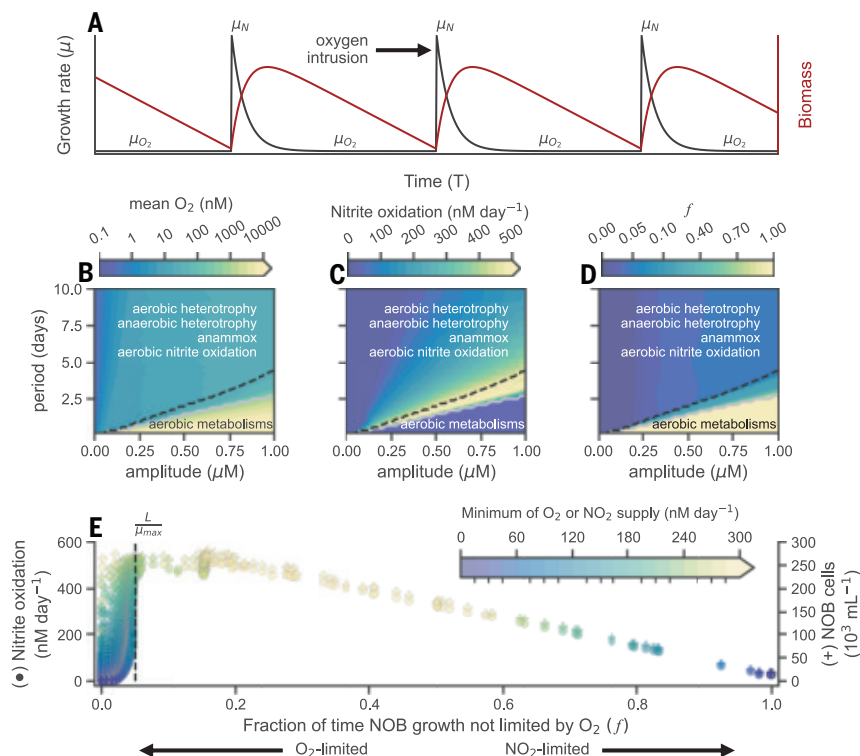 A
Growth rate (μ)
μ_N
μ_N
μ_N
oxygen
intrusion
μ_O₂
μ_O₂
μ_O₂
μ_O₂
Biomass
Time (T)
mean O₂ (nM)
0.1
1
10
100
1000
10000
Nitrite oxidation (nM day⁻¹)
0
100
200
300
400
500
f
0.00
0.05
0.10
0.40
0.70
1.00
B
period (days)
10.0
7.5
5.0
2.5
aerobic heterotrophy
anaerobic heterotrophy
anammox
aerobic nitrite oxidation
aerobic metabolisms
0.00 0.25 0.50 0.75 1.00
amplitude (μM)
C
aerobic heterotrophy
anaerobic heterotrophy
anammox
aerobic nitrite oxidation
aerobic metabolisms
0.00 0.25 0.50 0.75 1.00
amplitude (μM)
D
aerobic heterotrophy
anaerobic heterotrophy
anammox
aerobic nitrite oxidation
aerobic metabolisms
0.00 0.25 0.50 0.75 1.00
amplitude (μM)
E
L
μmax
Minimum of O₂ or NO₂ supply (nM day⁻¹)
0 60 120 180 240 300
(●) Nitrite oxidation
(nM day⁻¹)
600
400
200
0
300
250
200
150
100
50
0
(+) NOB cells
(10³ mL⁻¹)
0.0 0.2 0.4 0.6 0.8 1.0
Fraction of time NOB growth not limited by O₂ (f)
O₂-limited
NO₂-limited